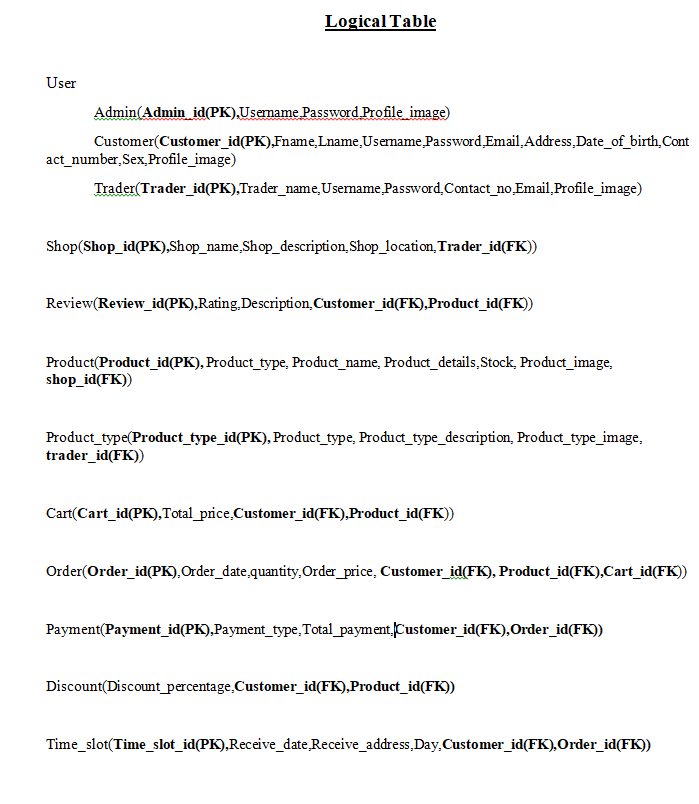 Logical Table
User
Admin(Admin_id(PK),Username,Password,Profile_image)
Customer(Customer_id(PK),Fname,Lname,Username,Password,Email,Address,Date_of_birth,Cont
act_number,Sex,Profile_image)
Trader(Trader_id(PK),Trader_name,Username,Password,Contact_no,Email,Profile_image)
Shop(Shop_id(PK),Shop_name,Shop_description,Shop_location,Trader_id(FK))
Review(Review_id(PK),Rating,Description,Customer_id(FK),Product_id(FK))
Product(Product_id(PK), Product_type, Product_name, Product_details,Stock, Product_image,
shop_id(FK))
Product_type(Product_type_id(PK), Product_type, Product_type_description, Product_type_image,
trader_id(FK))
Cart(Cart_id(PK),Total_price,Customer_id(FK),Product_id(FK))
Order(Order_id(PK),Order_date,quantity,Order_price, Customer_id(FK), Product_id(FK),Cart_id(FK))
Payment(Payment_id(PK),Payment_type,Total_payment,Customer_id(FK),Order_id(FK))
Discount(Discount_percentage,Customer_id(FK),Product_id(FK))
Time_slot(Time_slot_id(PK),Receive_date,Receive_address,Day,Customer_id(FK),Order_id(FK))